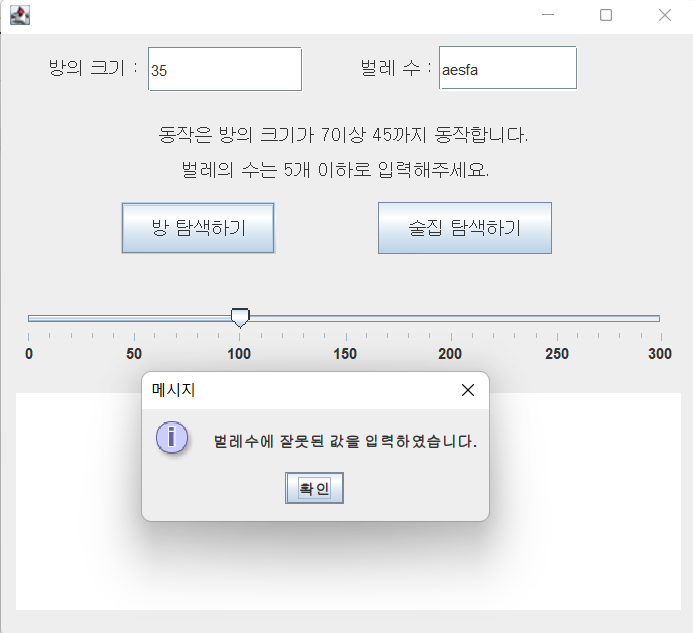 방의 크기 : 35 벌레 수 : aesfa
동작은 방의 크기가 7이상 45까지 동작합니다.
벌레의 수는 5개 이하로 입력해주세요.
방 탐색하기 술집 탐색하기
0 50 100 150 200 250 300
메시지
i
벌레수에 잘못된 값을 입력하였습니다.
확인